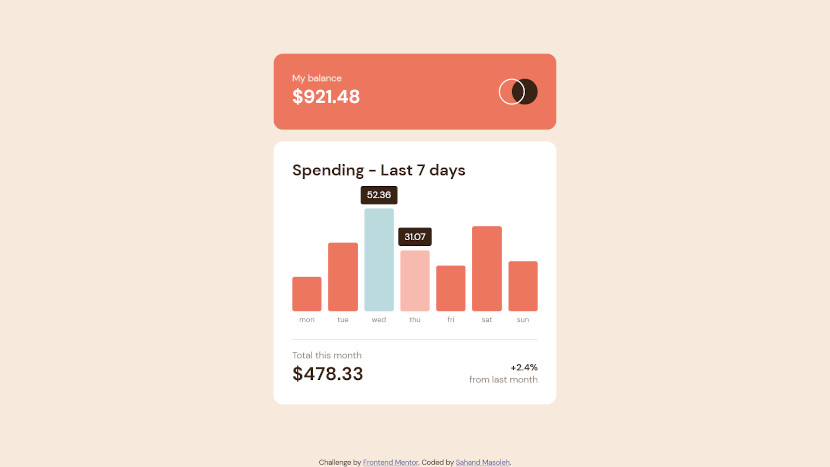 My balance
$921.48
Spending - Last 7 days
52.36
31.07
mon tue wed thu fri sat sun
Total this month
$478.33
+2.4%
from last month
Challenge by Frontend Mentor. Coded by Sahand Masoleh.